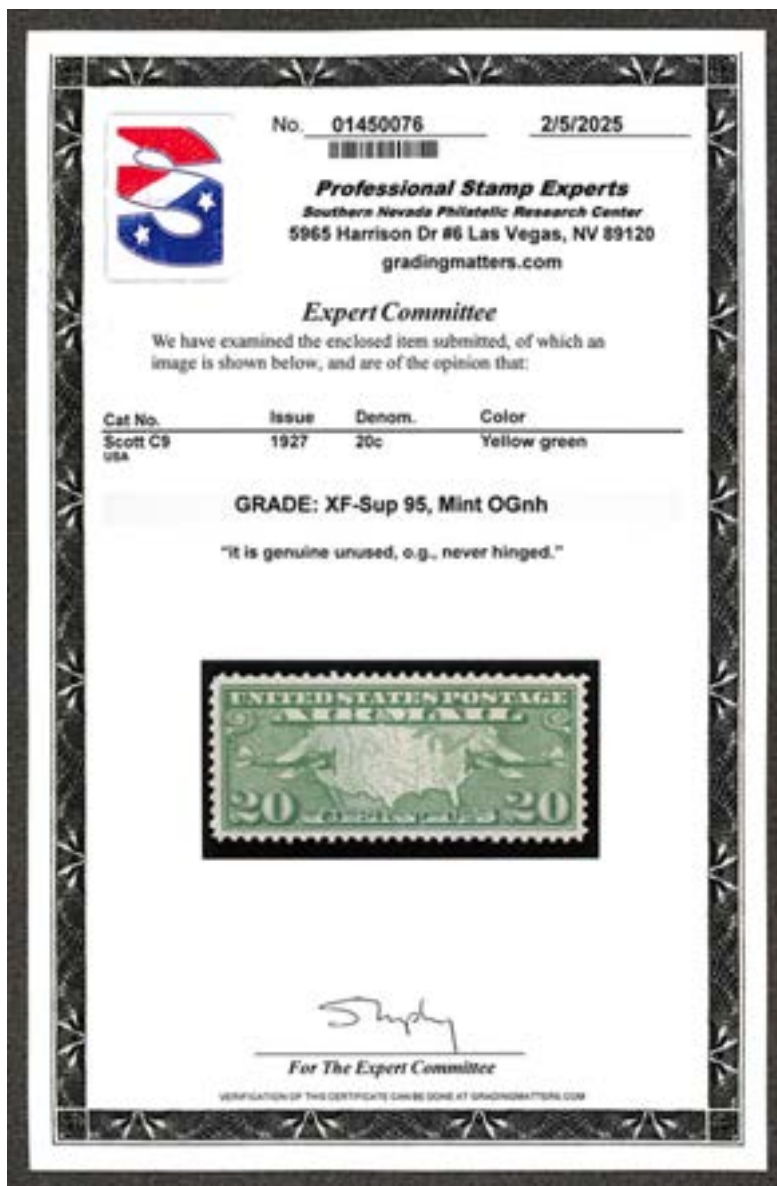 No. 01450076 2/5/2025
Professional Stamp Experts
Southern Nevada Philatelic Research Center
5965 Harrison Dr #6 Las Vegas, NV 89120
gradingmatters.com
Expert Committee
We have examined the enclosed item submitted, of which an
image is shown below, and are of the opinion that:
Cat No. Issue Denom. Color
Scott C9 1927 20c Yellow green
USA
GRADE: XF-Sup 95, Mint OGnh
"it is genuine unused, o.g., never hinged."
UNITED STATES POSTAGE
AIR MAIL
20 20
For The Expert Committee
VERIFICATION OF THIS CERTIFICATE CAN BE DONE AT GRADINGMATTERS.COM